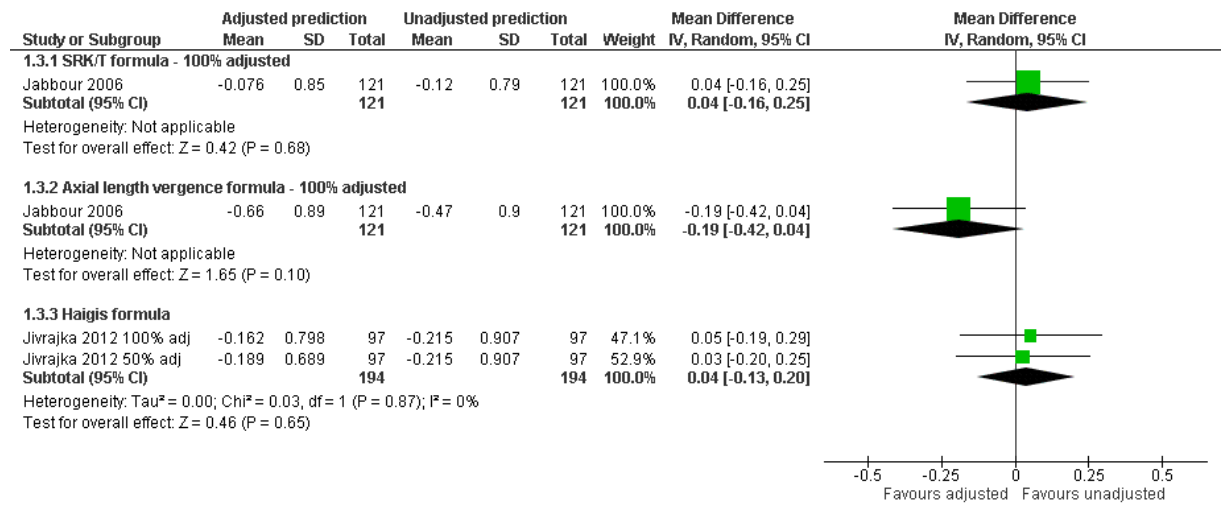 Adjusted prediction Unadjusted prediction Mean Difference Mean Difference
Study or Subgroup Mean SD Total Mean SD Total Weight IV, Random, 95% CI IV, Random, 95% CI
1.3.1 SRK/T formula - 100% adjusted
Jabbour 2006 -0.076 0.85 121 -0.12 0.79 121 100.0% 0.04 [-0.16, 0.25]
Subtotal (95% CI) 121 121 100.0% 0.04 [-0.16, 0.25]
Heterogeneity: Not applicable
Test for overall effect: Z = 0.42 (P = 0.68)
1.3.2 Axial length vergence formula - 100% adjusted
Jabbour 2006 -0.66 0.89 121 -0.47 0.9 121 100.0% -0.19 [-0.42, 0.04]
Subtotal (95% CI) 121 121 100.0% -0.19 [-0.42, 0.04]
Heterogeneity: Not applicable
Test for overall effect: Z = 1.65 (P = 0.10)
1.3.3 Haigis formula
Jivrajka 2012 100% adj -0.162 0.798 97 -0.215 0.907 97 47.1% 0.05 [-0.19, 0.29]
Jivrajka 2012 50% adj -0.189 0.689 97 -0.215 0.907 97 52.9% 0.03 [-0.20, 0.25]
Subtotal (95% CI) 194 194 100.0% 0.04 [-0.13, 0.20]
Heterogeneity: Tau² = 0.00; Chi² = 0.03, df = 1 (P = 0.87); I² = 0%
Test for overall effect: Z = 0.46 (P = 0.65)
-0.5 -0.25 0 0.25 0.5
Favours adjusted Favours unadjusted